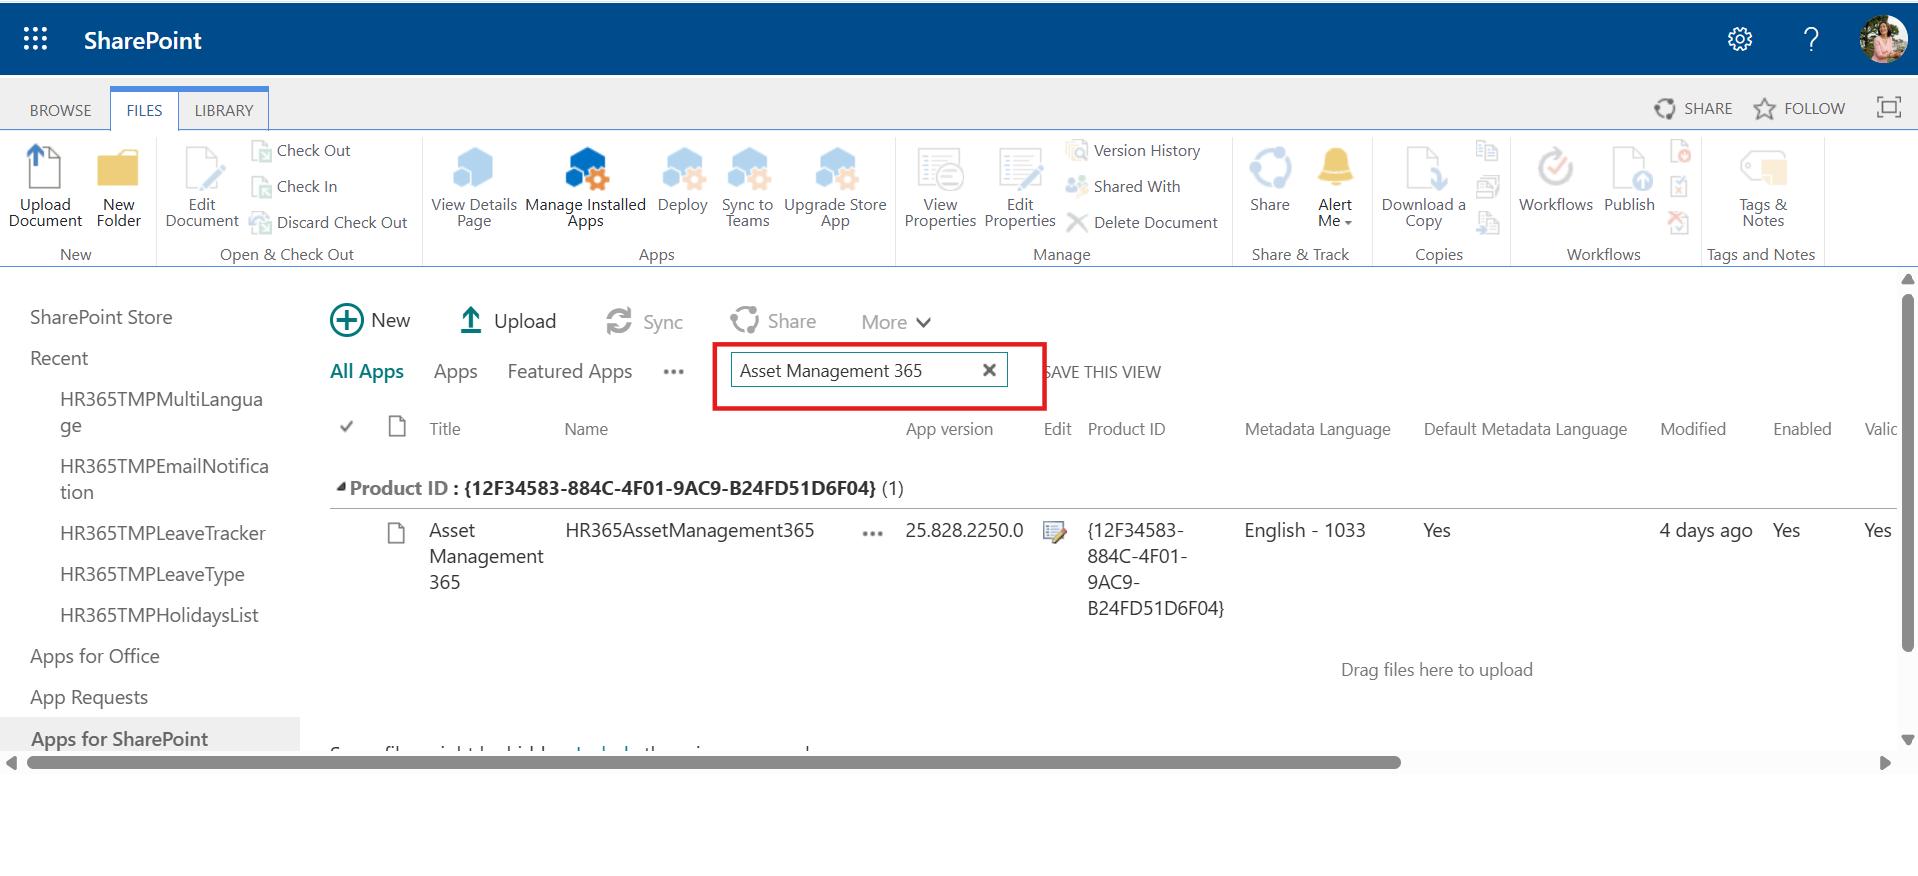 SharePoint
BROWSE
FILES
LIBRARY
SHARE
FOLLOW
Upload Document
New Folder
New
Edit Document
Check Out
Check In
Discard Check Out
Open & Check Out
View Details Page
Manage Installed Apps
Deploy
Sync to Teams
Upgrade Store App
Apps
View Properties
Edit Properties
Version History
Shared With
Delete Document
Manage
Share
Alert Me
Share & Track
Download a Copy
Copies
Workflows
Publish
Workflows
Tags & Notes
Tags and Notes
SharePoint Store
Recent
HR365TMPMultiLangua
ge
HR365TMPEmailNotifica
tion
HR365TMPLeaveTracker
HR365TMPLeaveType
HR365TMPHolidaysList
Apps for Office
App Requests
Apps for SharePoint
New
Upload
Sync
Share
More
All Apps
Apps
Featured Apps
•••
Asset Management 365
SAVE THIS VIEW
Title
Name
App version
Edit
Product ID
Metadata Language
Default Metadata Language
Modified
Enabled
Valid
Product ID : {12F34583-884C-4F01-9AC9-B24FD51D6F04} (1)
Asset
Management
365
HR365AssetManagement365
•••
25.828.2250.0
{12F34583-
884C-4F01-
9AC9-
B24FD51D6F04}
English - 1033
Yes
4 days ago
Yes
Yes
Drag files here to upload